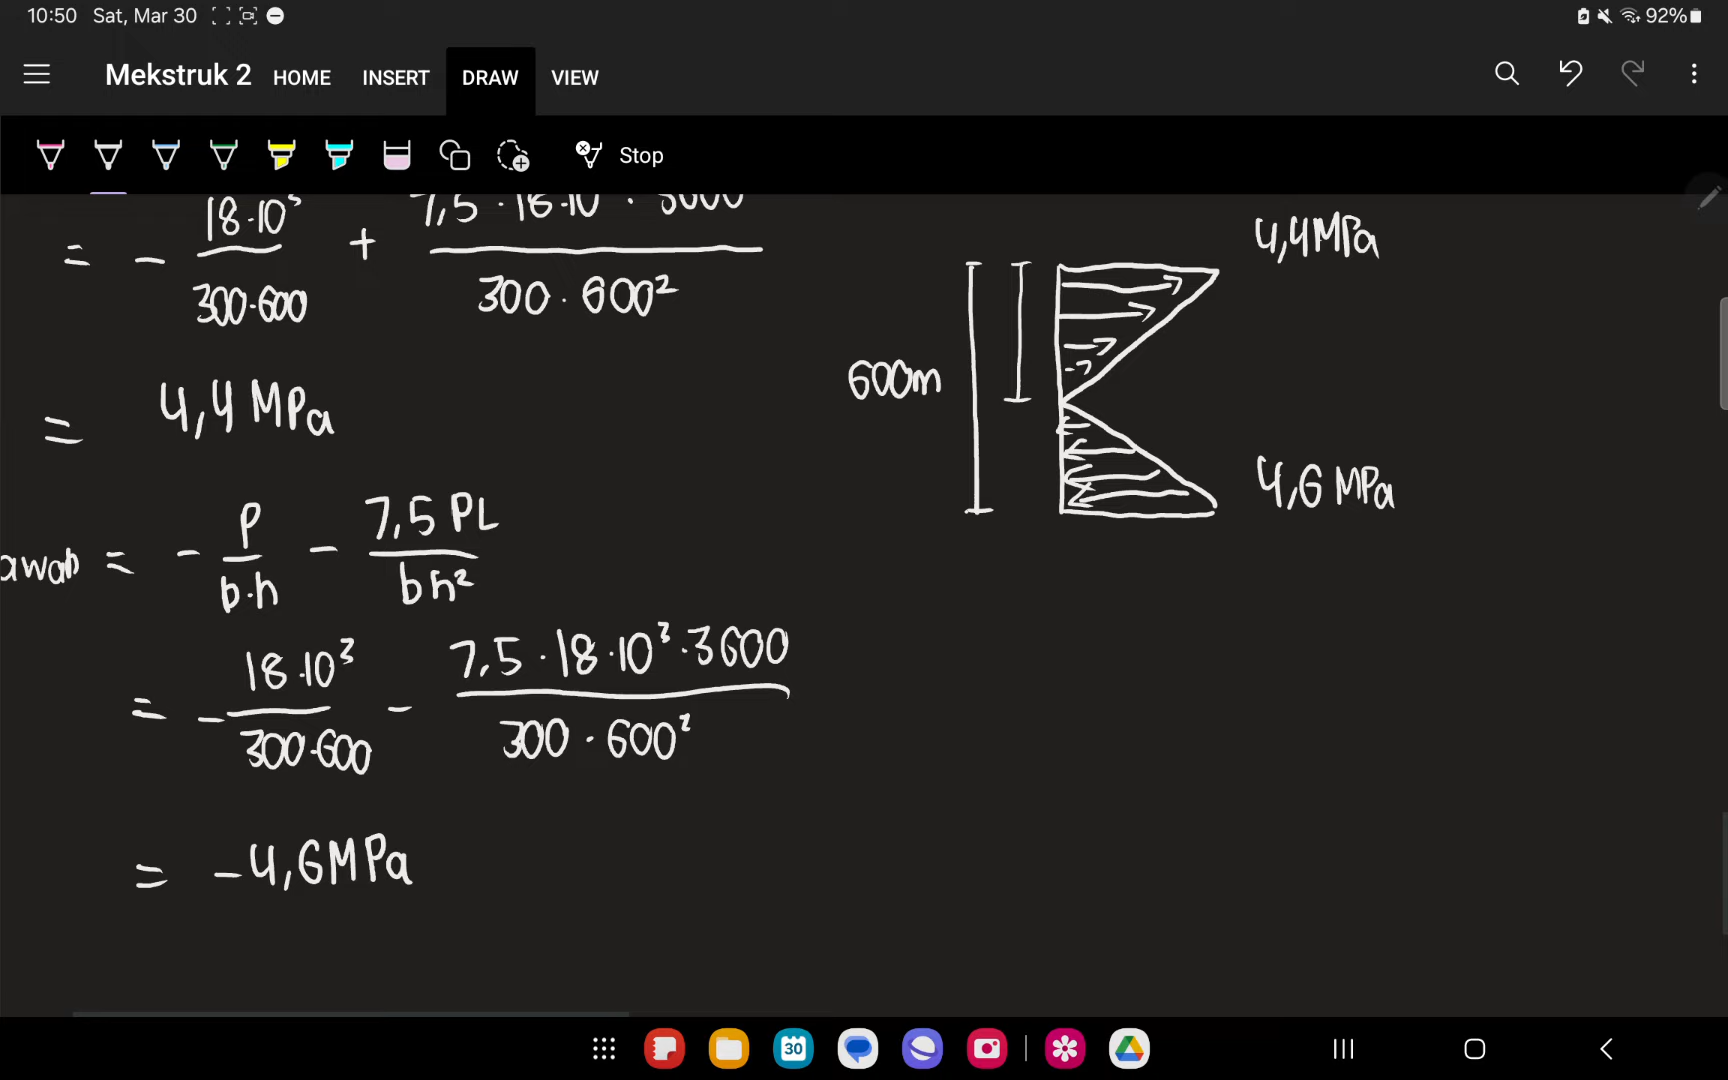 10:50 Sat, Mar 30
92%
Mekstruk 2 HOME INSERT DRAW VIEW
Stop
= - 18·10³ / 300·600 + 7,5 · 18·10 · 3600 / 300 · 600²
= 4,4 MPa
awah = - P / b·h - 7,5 PL / bh²
= - 18·10³ / 300·600 - 7,5 · 18·10³ · 3600 / 300 · 600²
= -4,6MPa
4,4MPa
600m
4,6 MPa
30